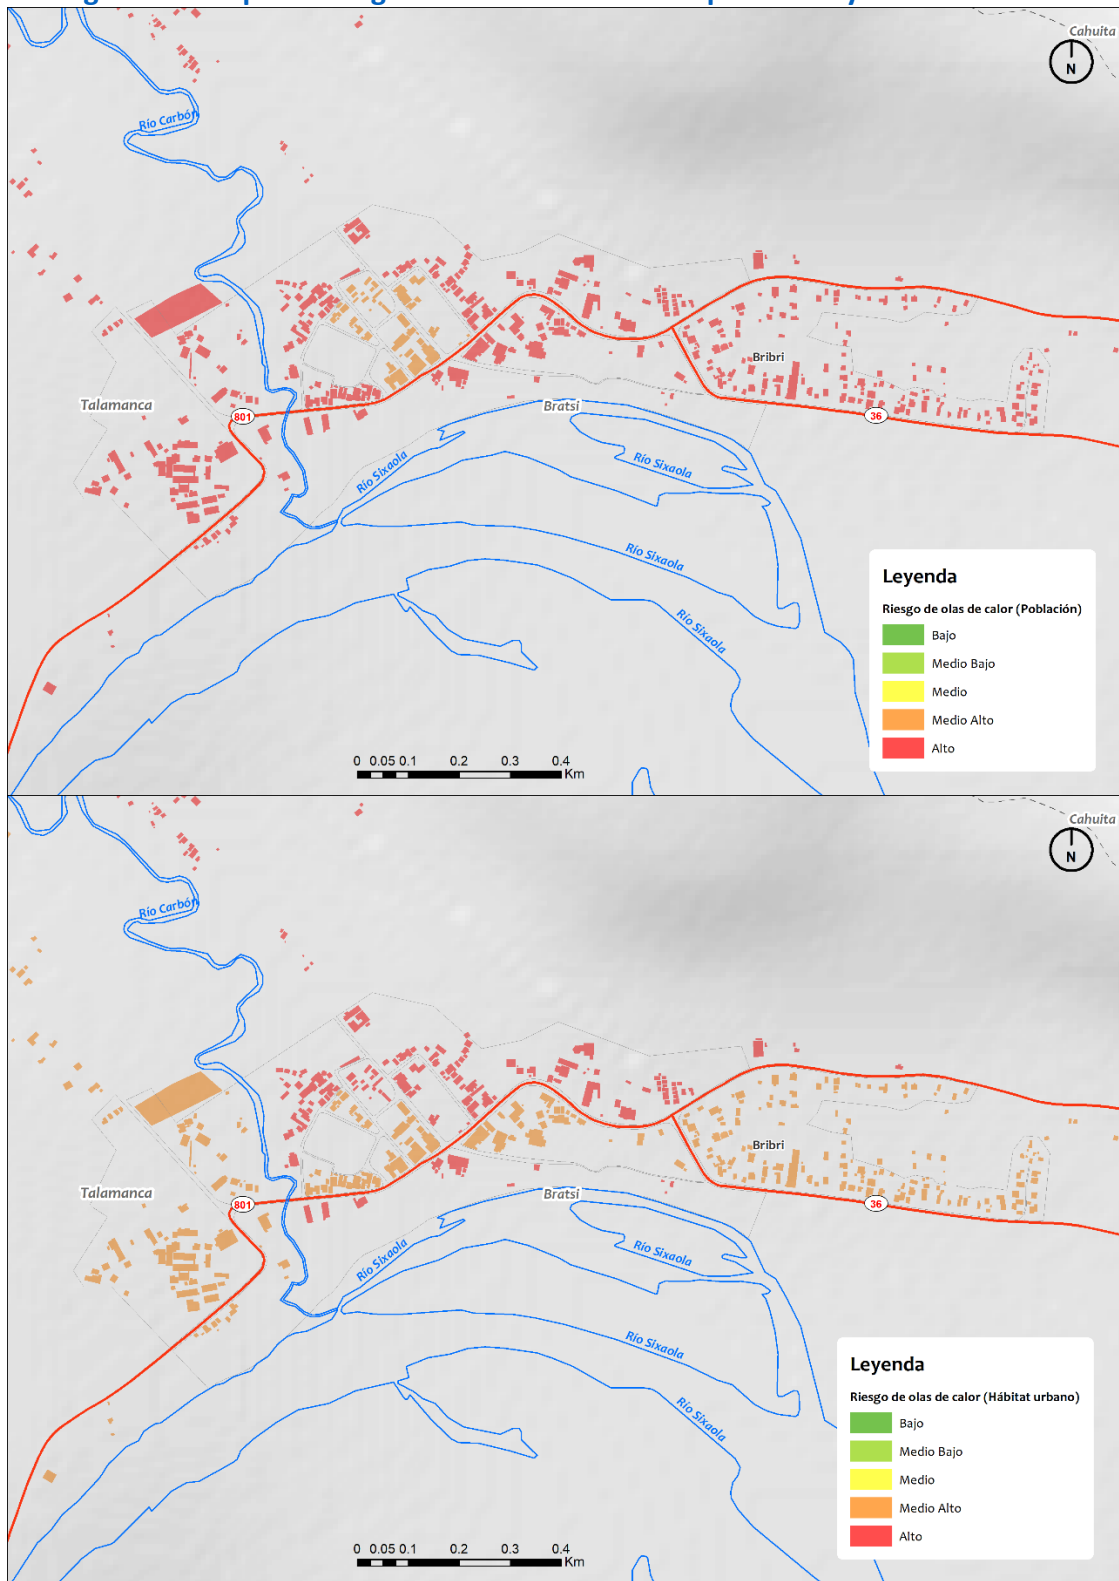 Cahuita
N
Río Carbón
Talamanca
801
Bribri
36
Bratsi
Río Sixaola
Río Sixaola
Río Sixaola
Río Sixaola
Leyenda
Riesgo de olas de calor (Población)
Bajo
Medio Bajo
Medio
Medio Alto
Alto
0 0.05 0.1 0.2 0.3 0.4
Km
Cahuita
N
Río Carbón
Talamanca
801
Bribri
36
Bratsi
Río Sixaola
Río Sixaola
Río Sixaola
Río Sixaola
Leyenda
Riesgo de olas de calor (Hábitat urbano)
Bajo
Medio Bajo
Medio
Medio Alto
Alto
0 0.05 0.1 0.2 0.3 0.4
Km